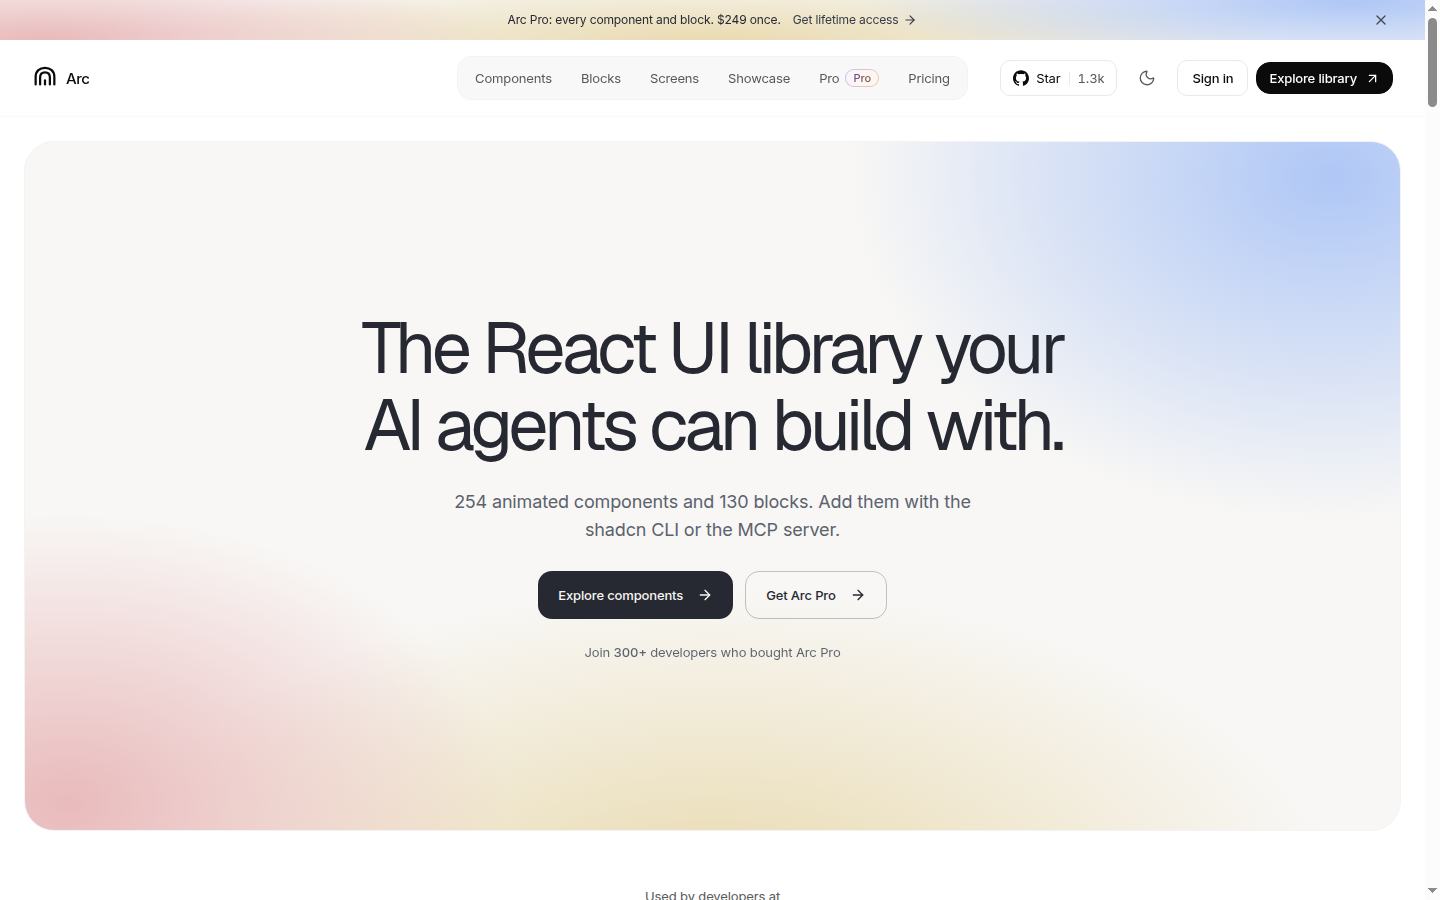 Arc Pro: every component and block. $249 once. Get lifetime access
Arc
Components Blocks Screens Showcase Pro Pro Pricing
Star 1.3k
Sign in
Explore library
The React UI library your
AI agents can build with.
254 animated components and 130 blocks. Add them with the
shadcn CLI or the MCP server.
Explore components
Get Arc Pro
Join 300+ developers who bought Arc Pro
Used by developers at